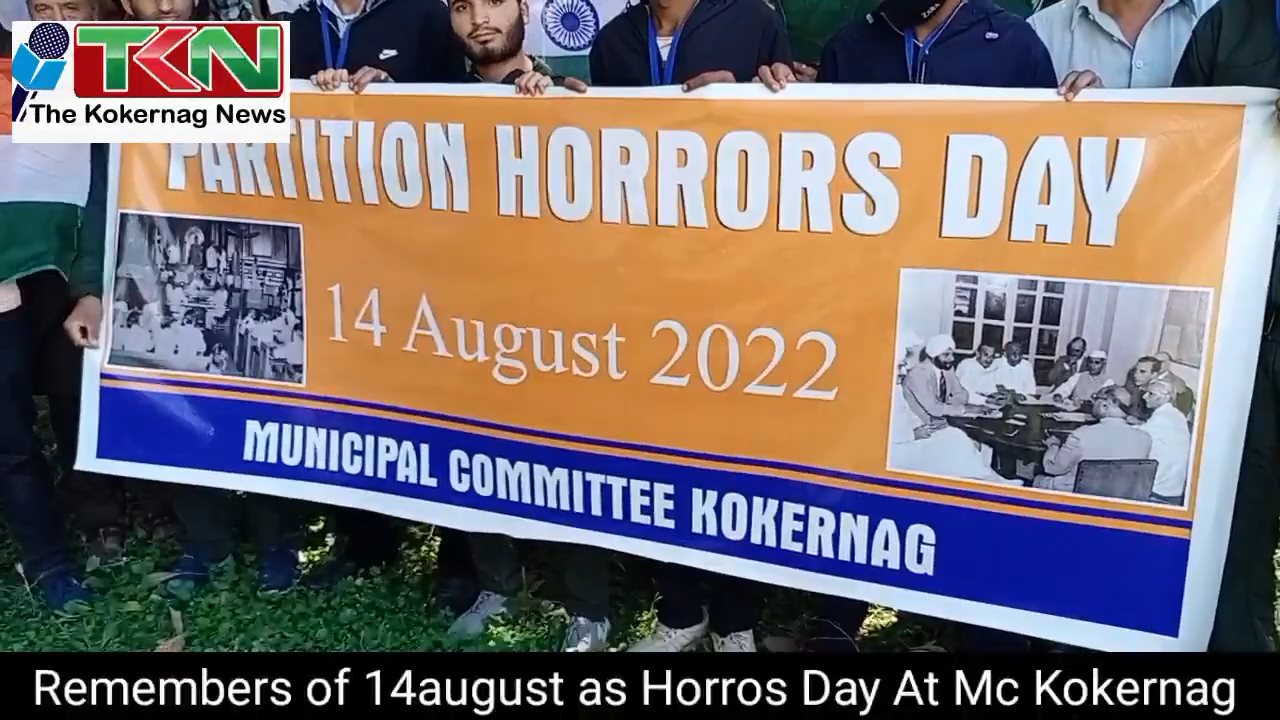 TKN
The Kokernag News
ZARA
PARTITION HORRORS DAY
14 August 2022
MUNICIPAL COMMITTEE KOKERNAG
Remembers of 14august as Horros Day At Mc Kokernag